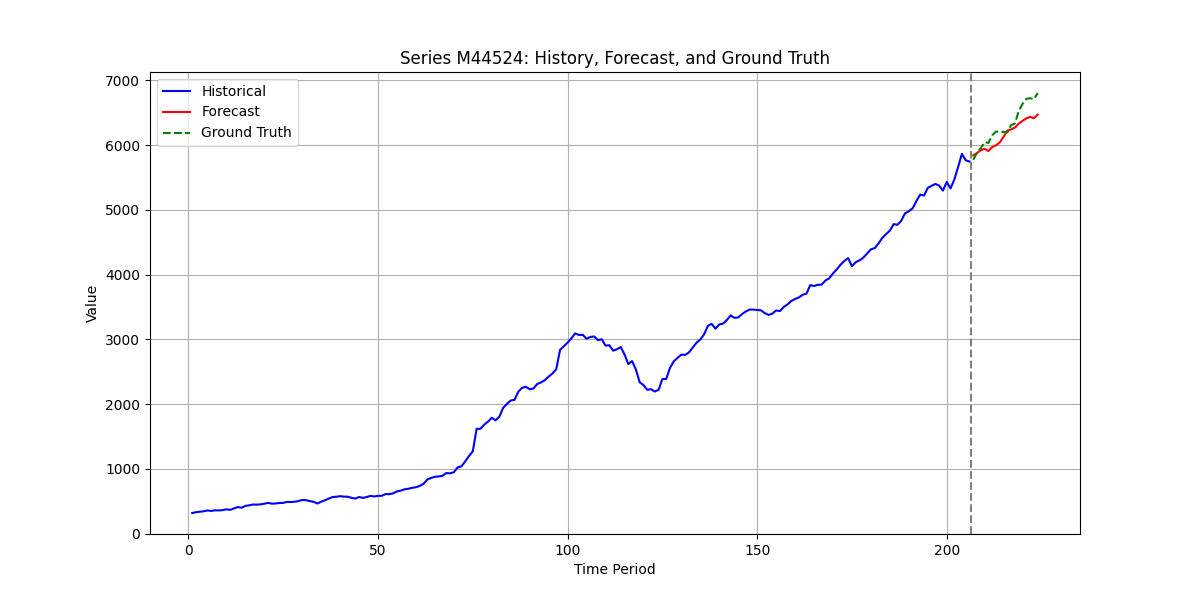 Series M44524: History, Forecast, and Ground Truth
Historical
Forecast
Ground Truth
7000
6000
5000
4000
3000
2000
1000
0
Value
0 50 100 150 200
Time Period